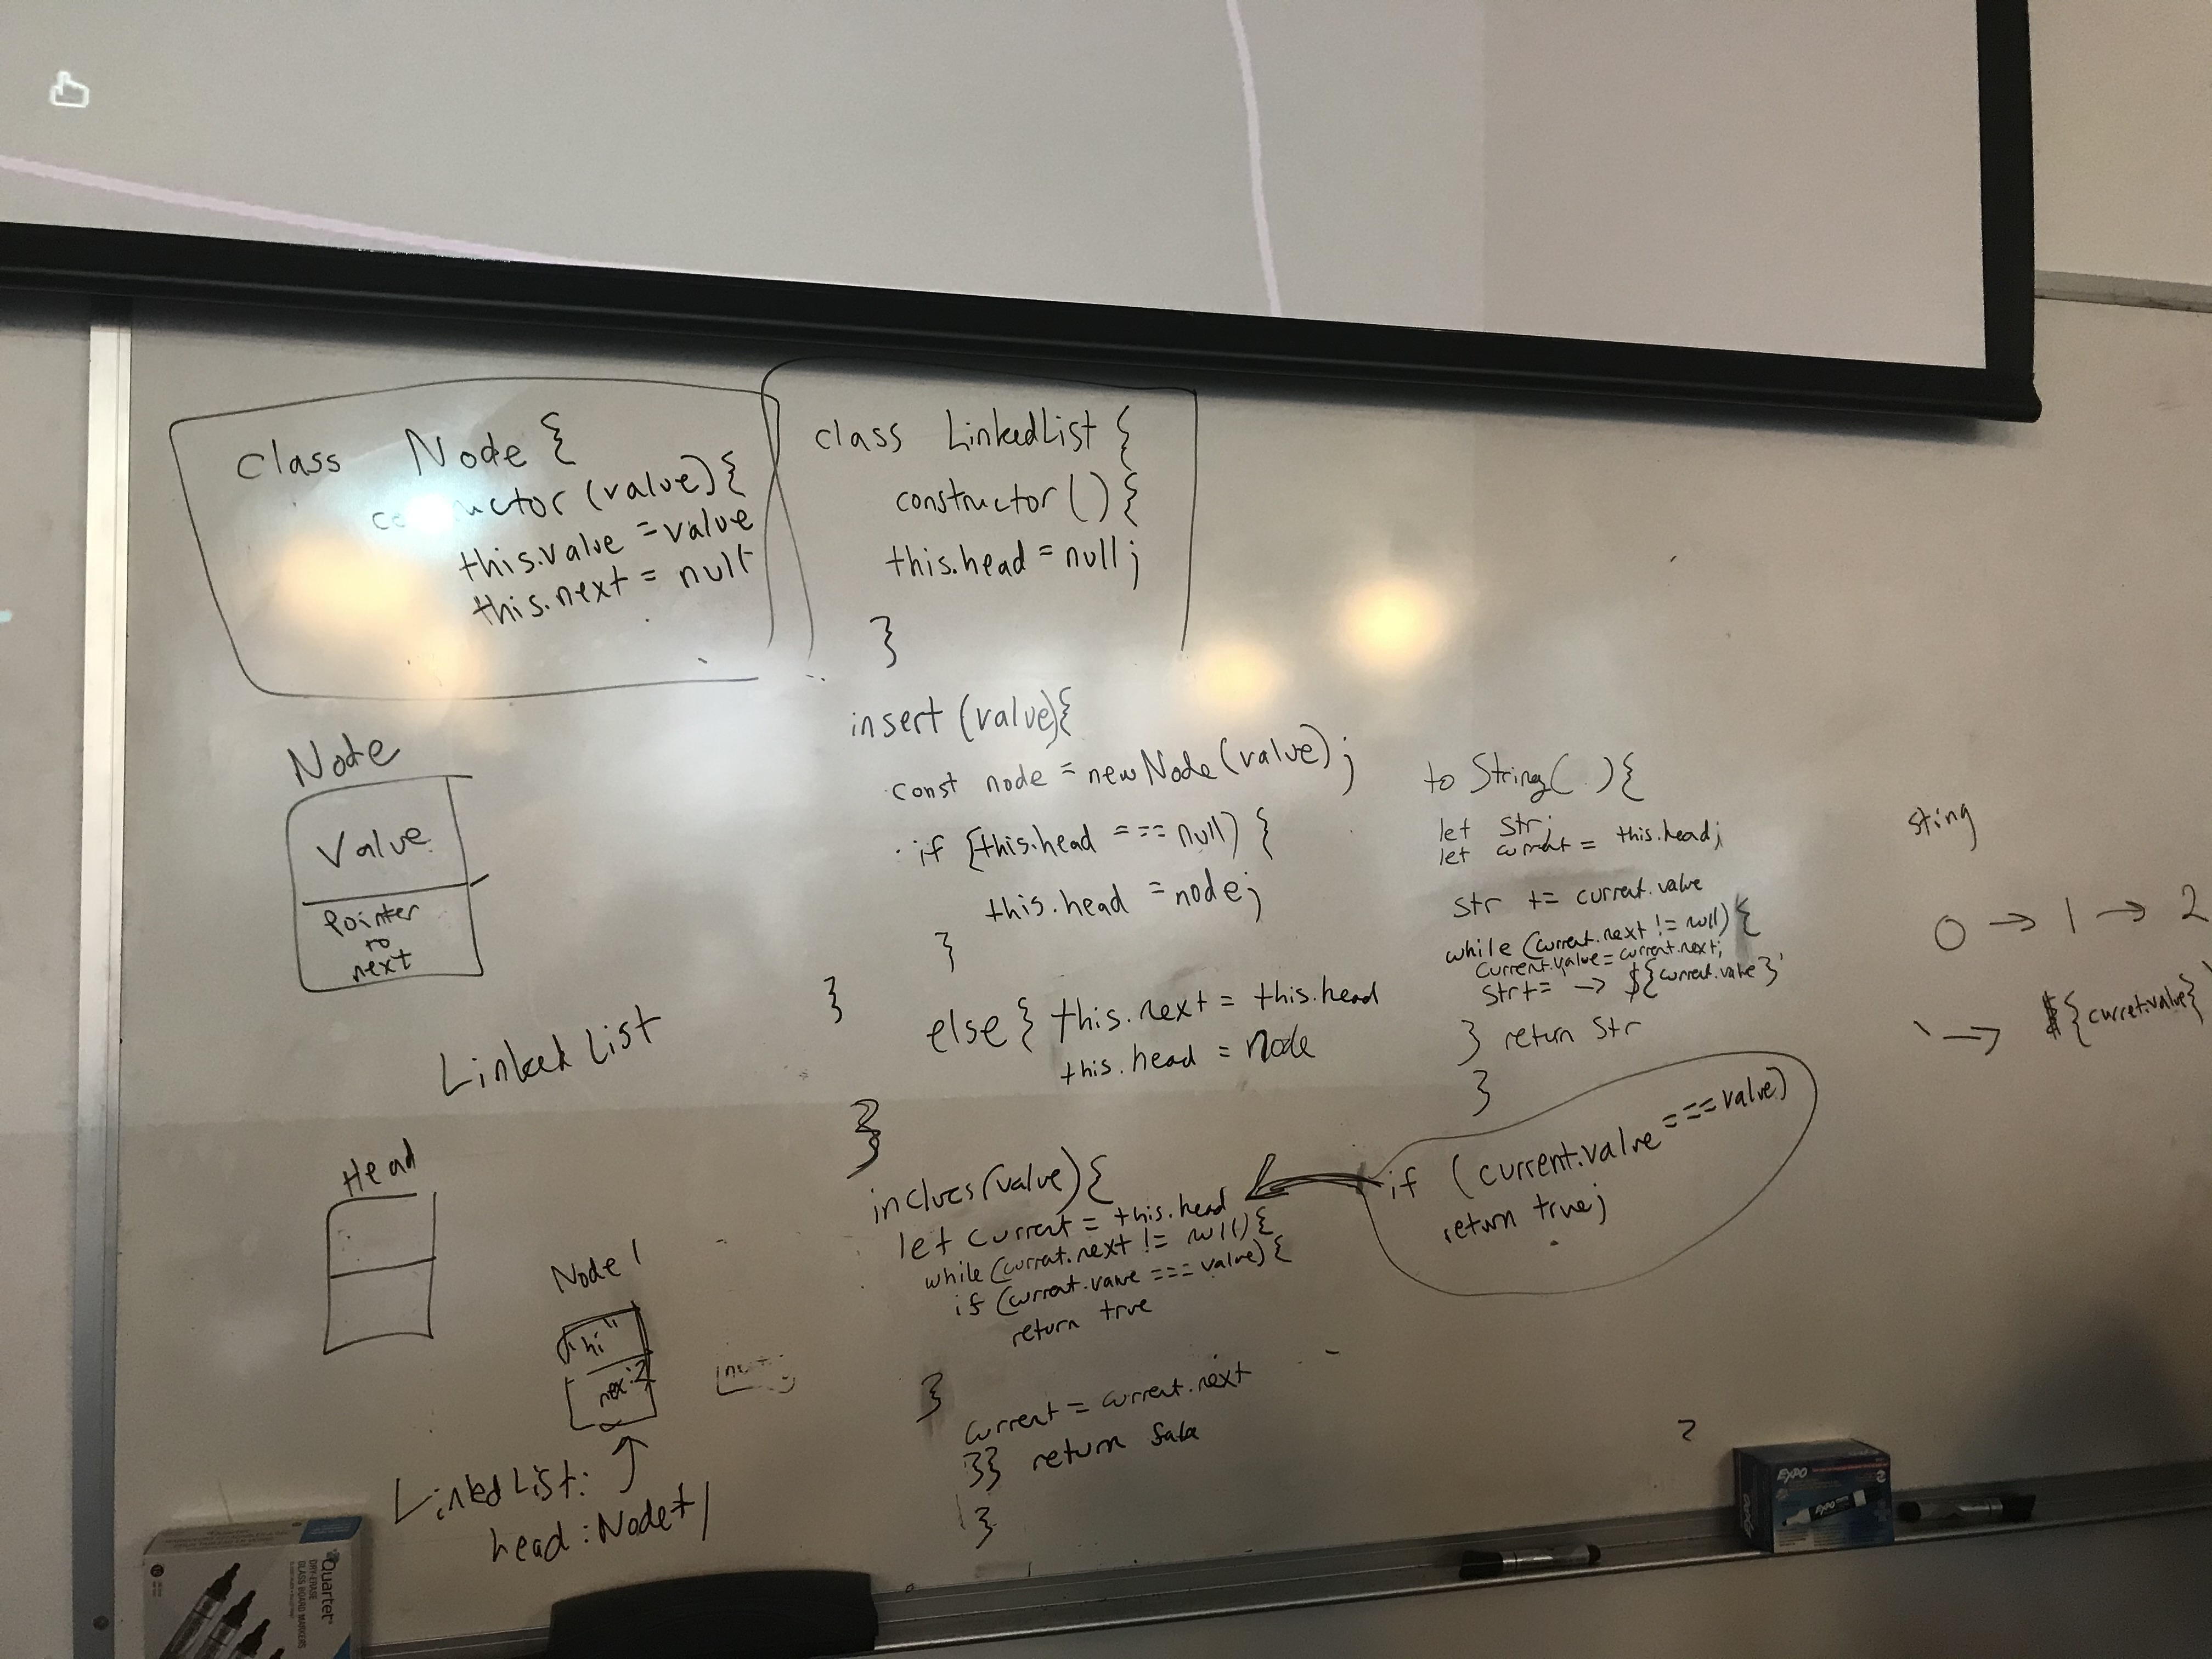 class Node {
constructor (value) {
this.value = value
this.next = null
class LinkedList {
constructor () {
this.head = null;
}
insert (value) {
const node = new Node (value);
if (this.head === null) {
this.head = node;
}
}
else { this.next = this.head
this.head = node
}
to String( ) {
let str;
let current = this.head;
str += current.value
while (current.next != null) {
current.value = current.next;
str += → ${current.value}`
} return str
}
sting
0 → 1 → 2
` → ${curret.value}`
Node
Value
pointer
to
next
Linked List
Head
Node 1
"hi"
LinkedList:
head: Node 1
inclues(value) {
let current = this.head
while (current.next != null) {
if (current.value === value) {
return true
}
current = current.next
}} return false
}
if (current.value === value)
return true;
?
EXPO
EXPO
Quartet
DRY-ERASE
GLASS BOARD MARKERS